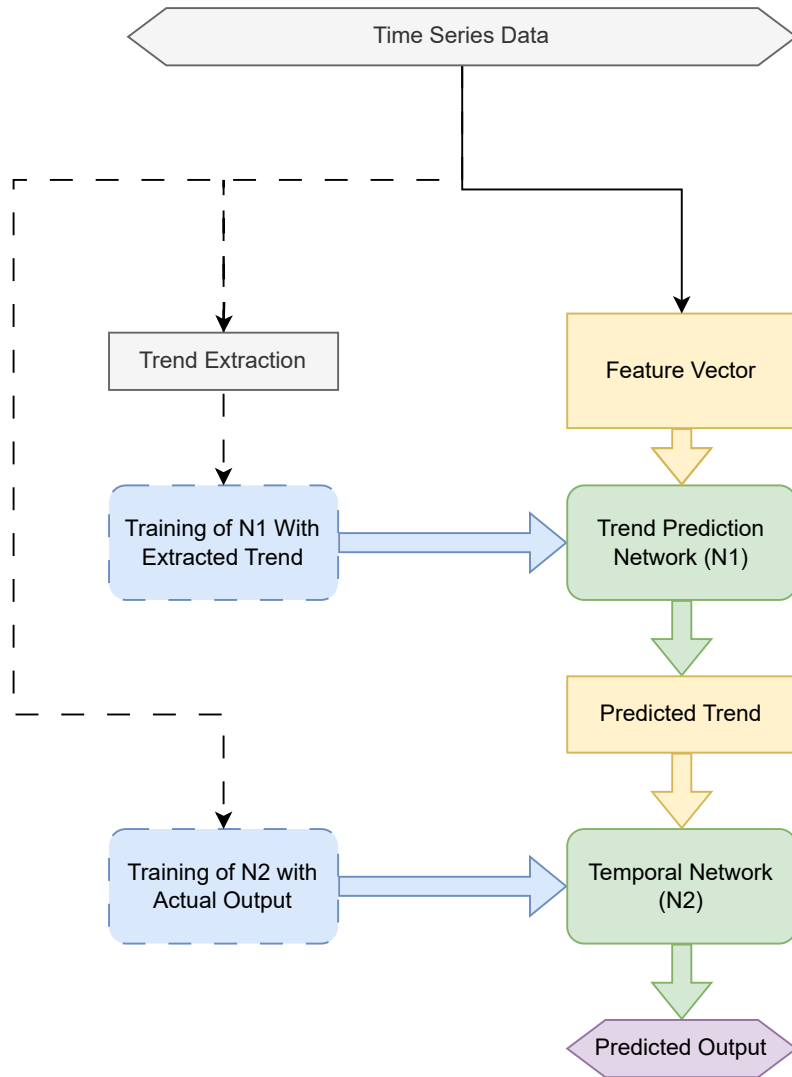 Time Series Data
Trend Extraction
Feature Vector
Training of N1 With
Extracted Trend
Trend Prediction
Network (N1)
Predicted Trend
Training of N2 with
Actual Output
Temporal Network
(N2)
Predicted Output